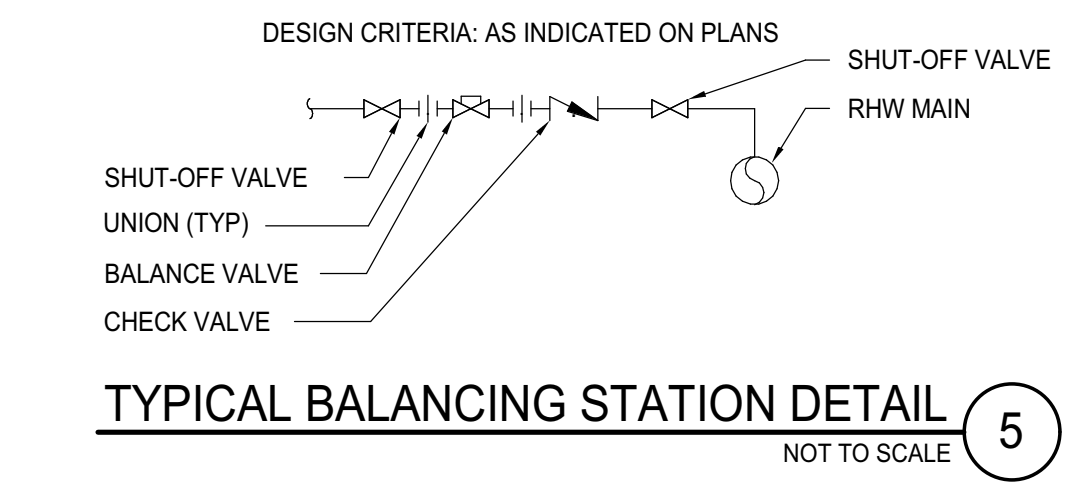 DESIGN CRITERIA: AS INDICATED ON PLANS
SHUT-OFF VALVE
RHW MAIN
SHUT-OFF VALVE
UNION (TYP)
BALANCE VALVE
CHECK VALVE
TYPICAL BALANCING STATION DETAIL
5
NOT TO SCALE